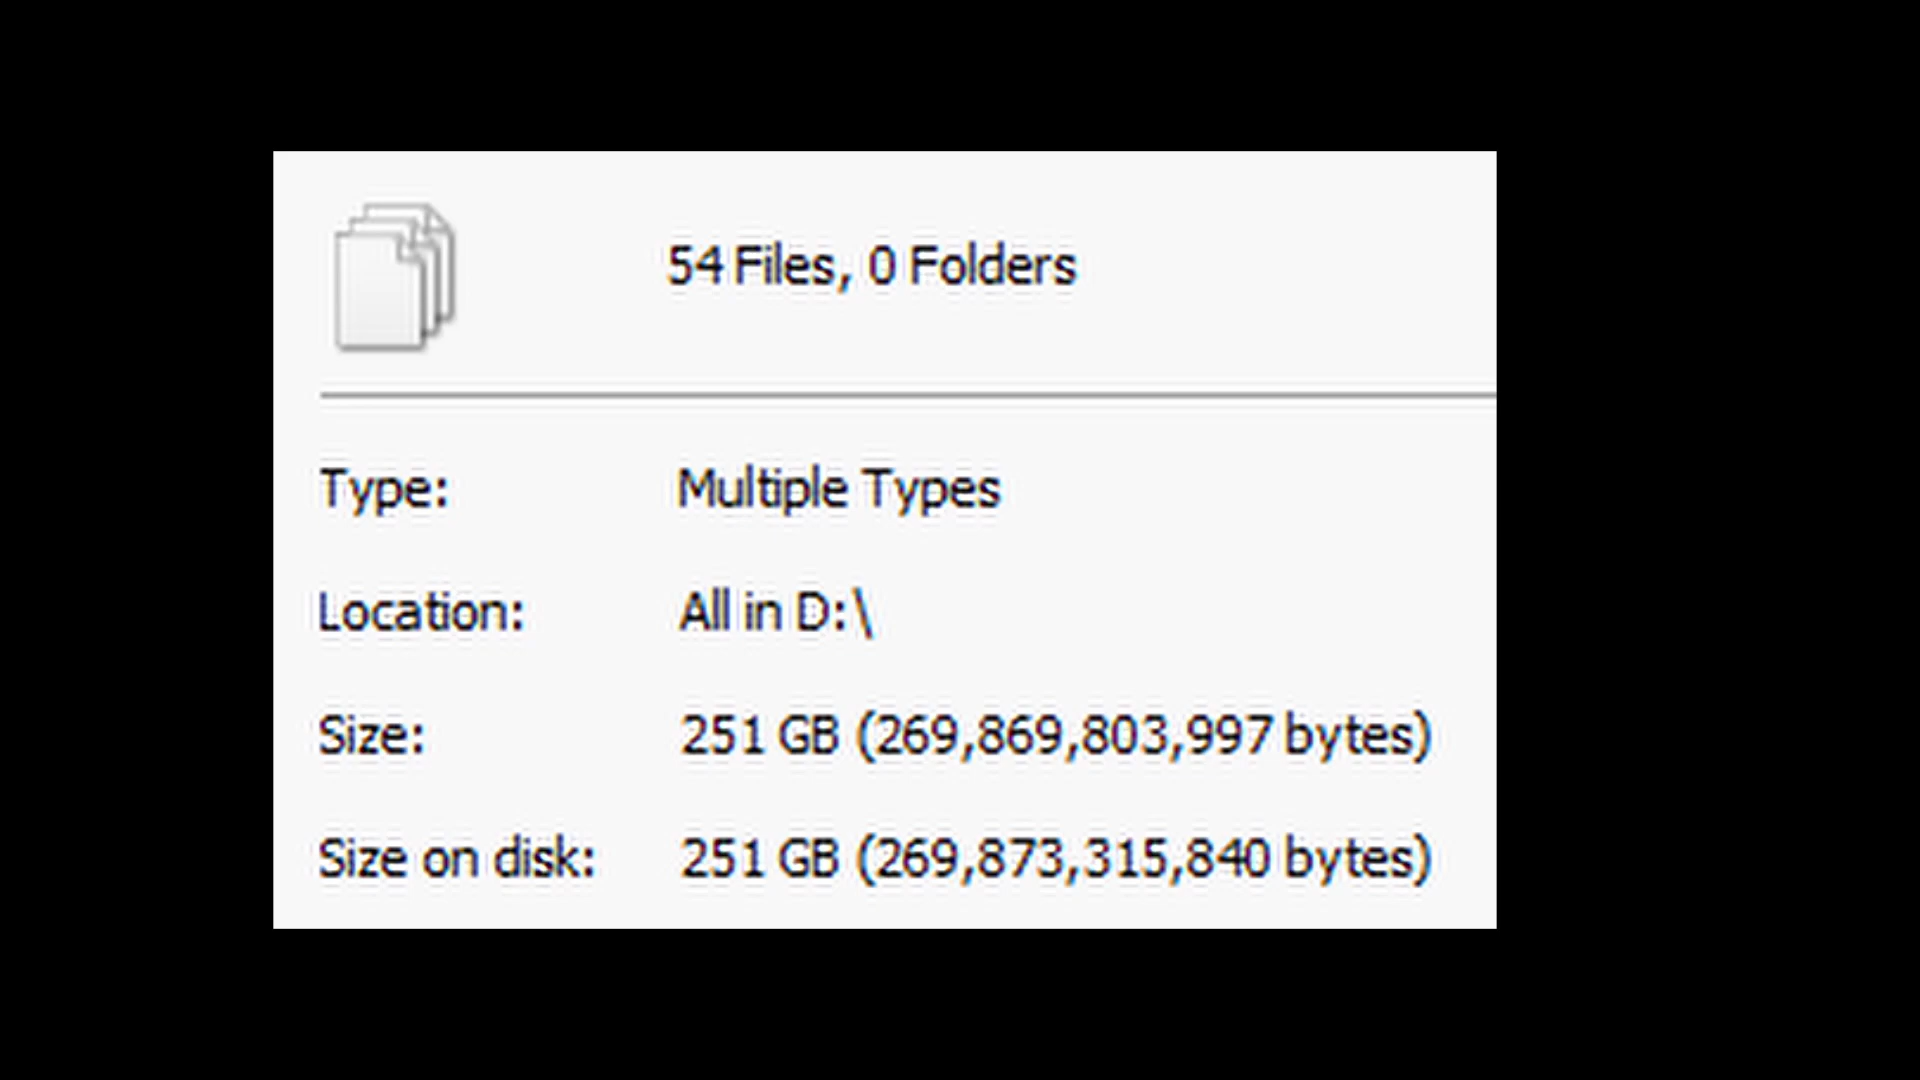 54 Files, 0 Folders
Type: Multiple Types
Location: All in D:\
Size: 251 GB (269,869,803,997 bytes)
Size on disk: 251 GB (269,873,315,840 bytes)